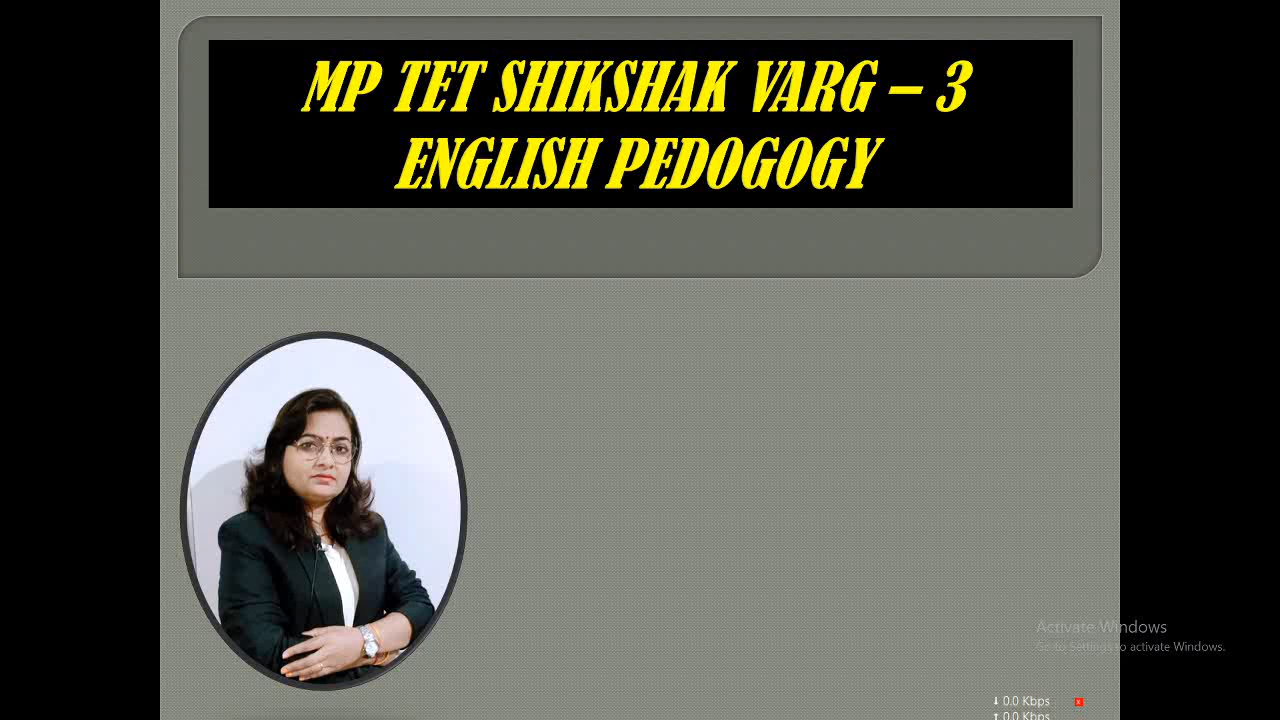 MP TET SHIKSHAK VARG – 3
ENGLISH PEDOGOGY
Activate Windows
Go to Settings to activate Windows.
↓ 0.0 Kbps
↑ 0.0 Kbps